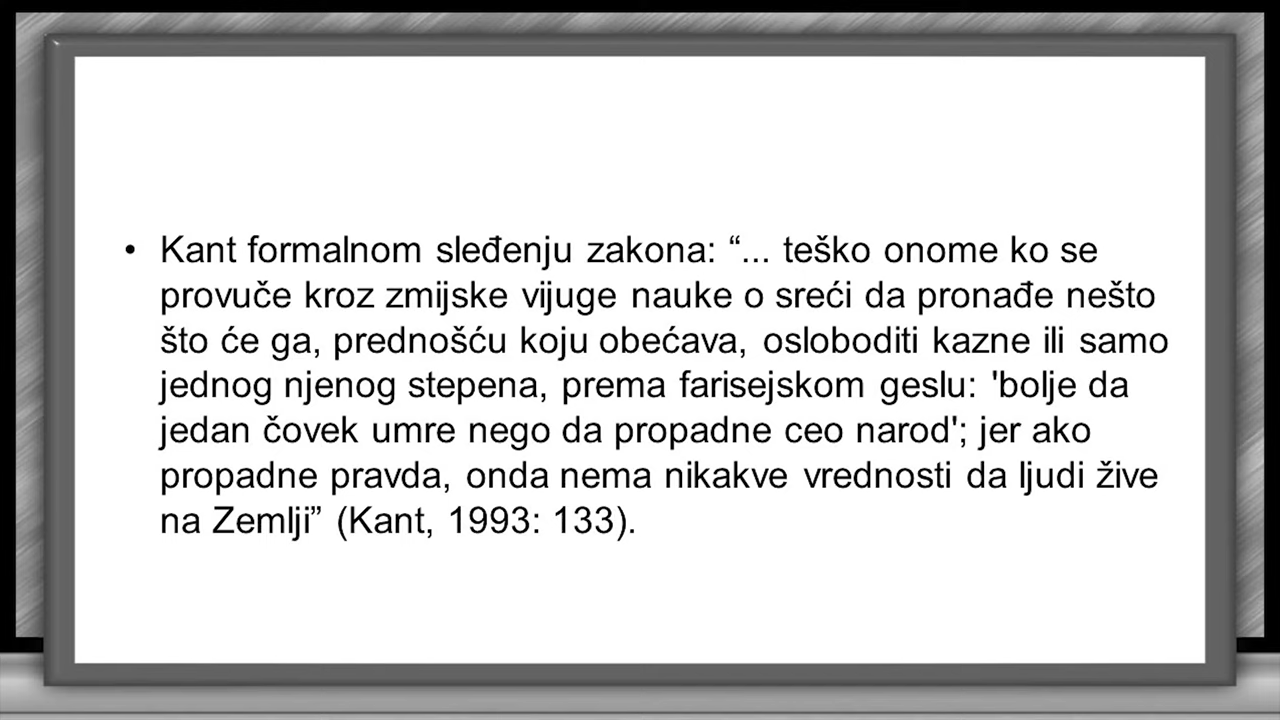 • Kant formalnom sleđenju zakona: “... teško onome ko se
provuče kroz zmijske vijuge nauke o sreći da pronađe nešto
što će ga, prednošću koju obećava, osloboditi kazne ili samo
jednog njenog stepena, prema farisejskom geslu: 'bolje da
jedan čovek umre nego da propadne ceo narod'; jer ako
propadne pravda, onda nema nikakve vrednosti da ljudi žive
na Zemlji” (Kant, 1993: 133).